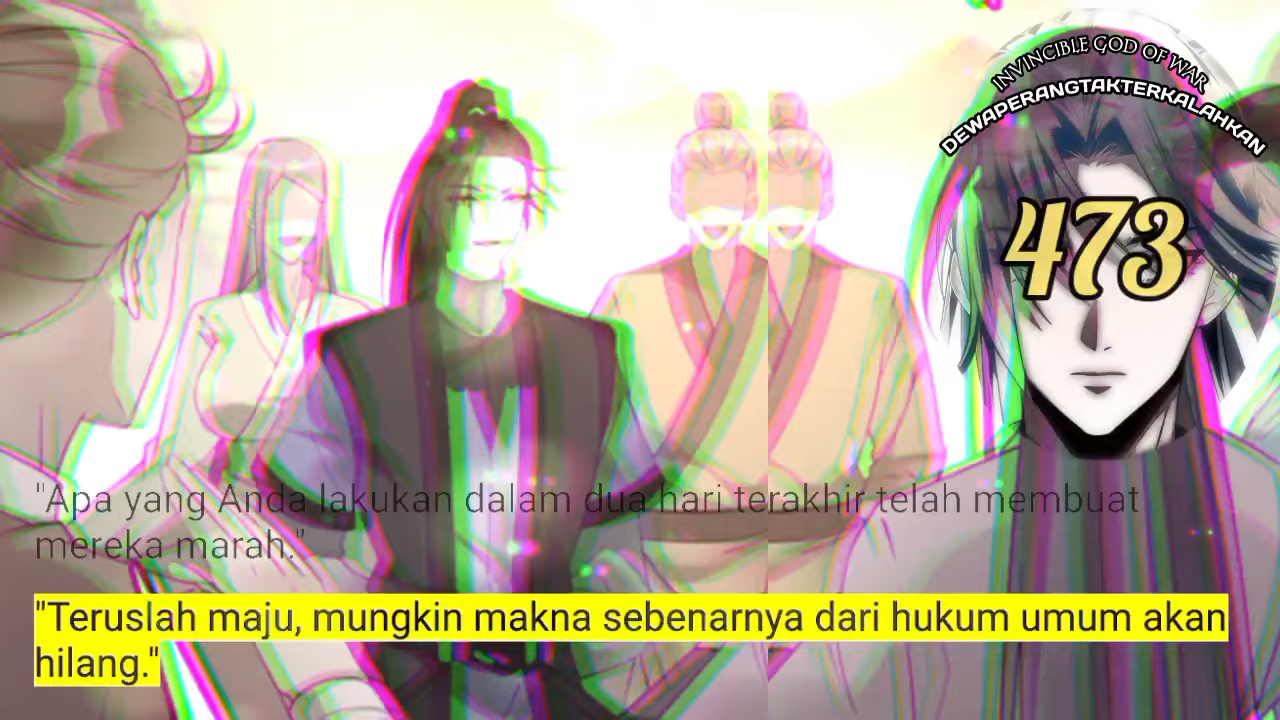 INVINCIBLE GOD OF WAR
DEWAPERANGTAKTERKALAHKAN
473
"Apa yang Anda lakukan dalam dua hari terakhir telah membuat
mereka marah."
"Teruslah maju, mungkin makna sebenarnya dari hukum umum akan
hilang."